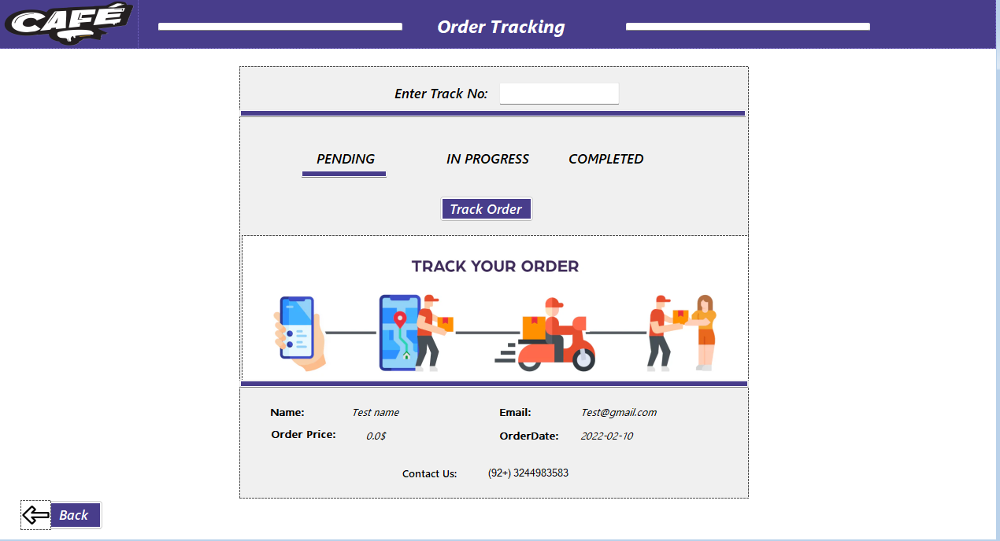 CAFÉ
Order Tracking
Enter Track No:
PENDING IN PROGRESS COMPLETED
Track Order
TRACK YOUR ORDER
Name: Test name Email: Test@gmail.com
Order Price: 0.0$ OrderDate: 2022-02-10
Contact Us: (92+) 3244983583
Back